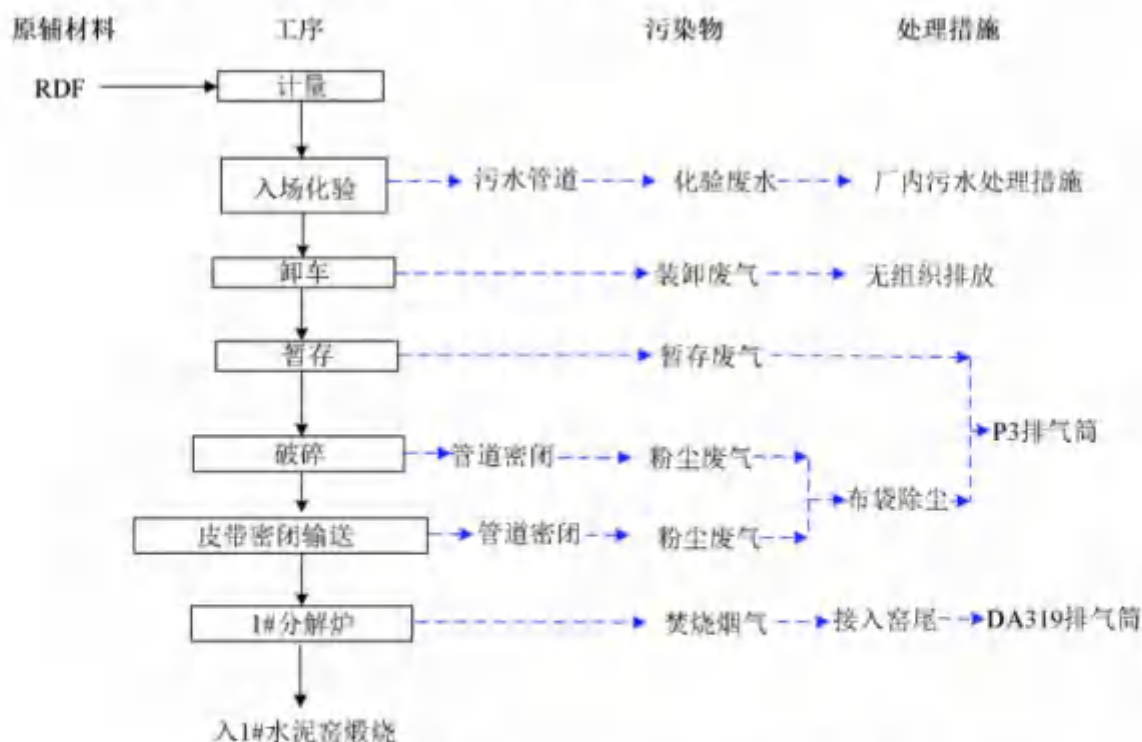 原辅材料 工序 污染物 处理措施
RDF 计量
入场化验 污水管道 化验废水 厂内污水处理措施
卸车 装卸废气 无组织排放
暂存 暂存废气
P3排气筒
破碎 管道密闭 粉尘废气
布袋除尘
皮带密闭输送 管道密闭 粉尘废气
1#分解炉 焚烧烟气 接入窑尾 DA319排气筒
入1#水泥窑煅烧